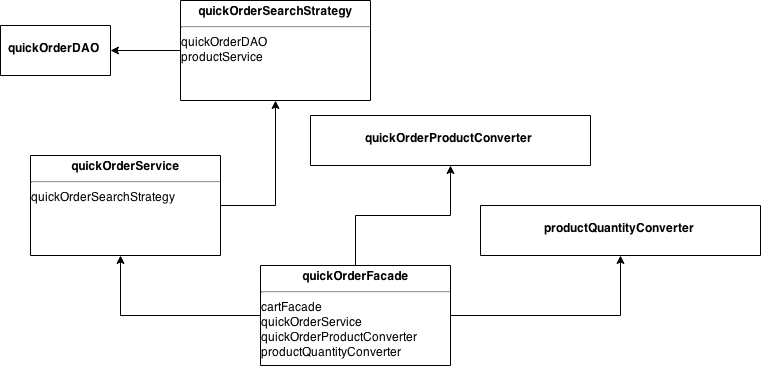 quickOrderSearchStrategy
quickOrderDAO
productService
quickOrderDAO
quickOrderProductConverter
quickOrderService
quickOrderSearchStrategy
productQuantityConverter
quickOrderFacade
cartFacade
quickOrderService
quickOrderProductConverter
productQuantityConverter